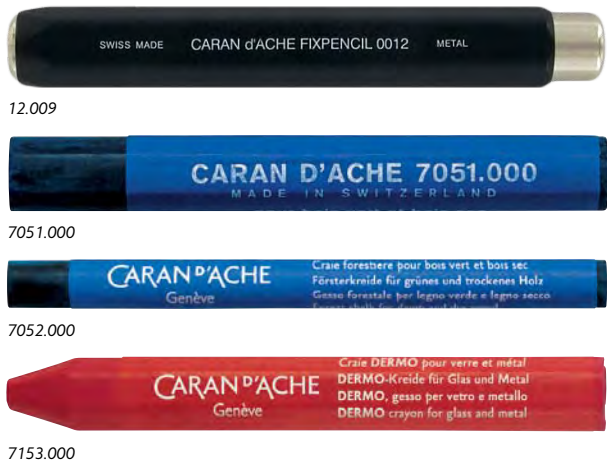 SWISS MADE CARAN d'ACHE FIXPENCIL 0012 METAL
12.009
CARAN D'ACHE 7051.000
MADE IN SWITZERLAND
7051.000
CARAN D'ACHE
Genève
Craie forestière pour bois vert et bois sec
Försterkreide für grünes und trockenes Holz
Gesso forestale per legno verde e legno secco
7052.000
CARAN D'ACHE
Genève
Craie DERMO pour verre et métal
DERMO-Kreide für Glas und Metal
DERMO, gesso per vetro e metallo
DERMO crayon for glass and metal
7153.000